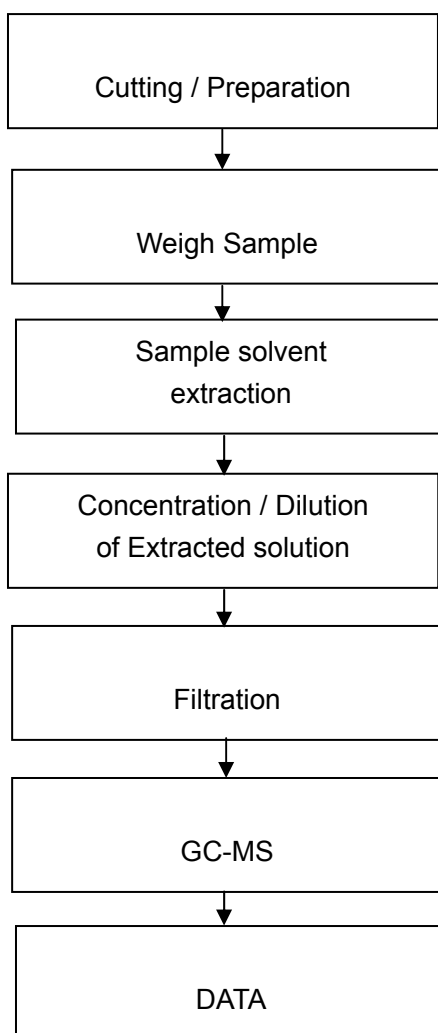 Cutting / Preparation
Weigh Sample
Sample solvent
extraction
Concentration / Dilution
of Extracted solution
Filtration
GC-MS
DATA